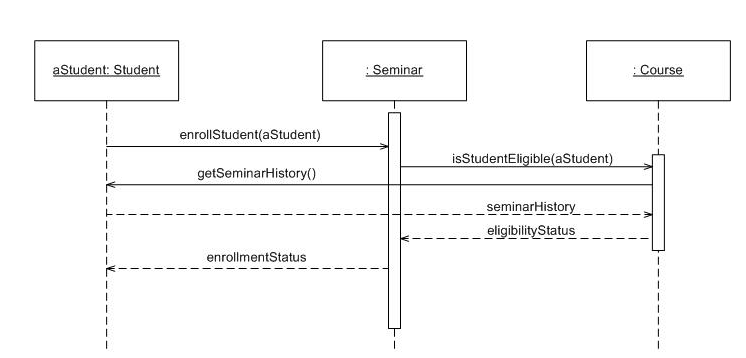 aStudent: Student
: Seminar
: Course
enrollStudent(aStudent)
isStudentEligible(aStudent)
getSeminarHistory()
seminarHistory
eligibilityStatus
enrollmentStatus